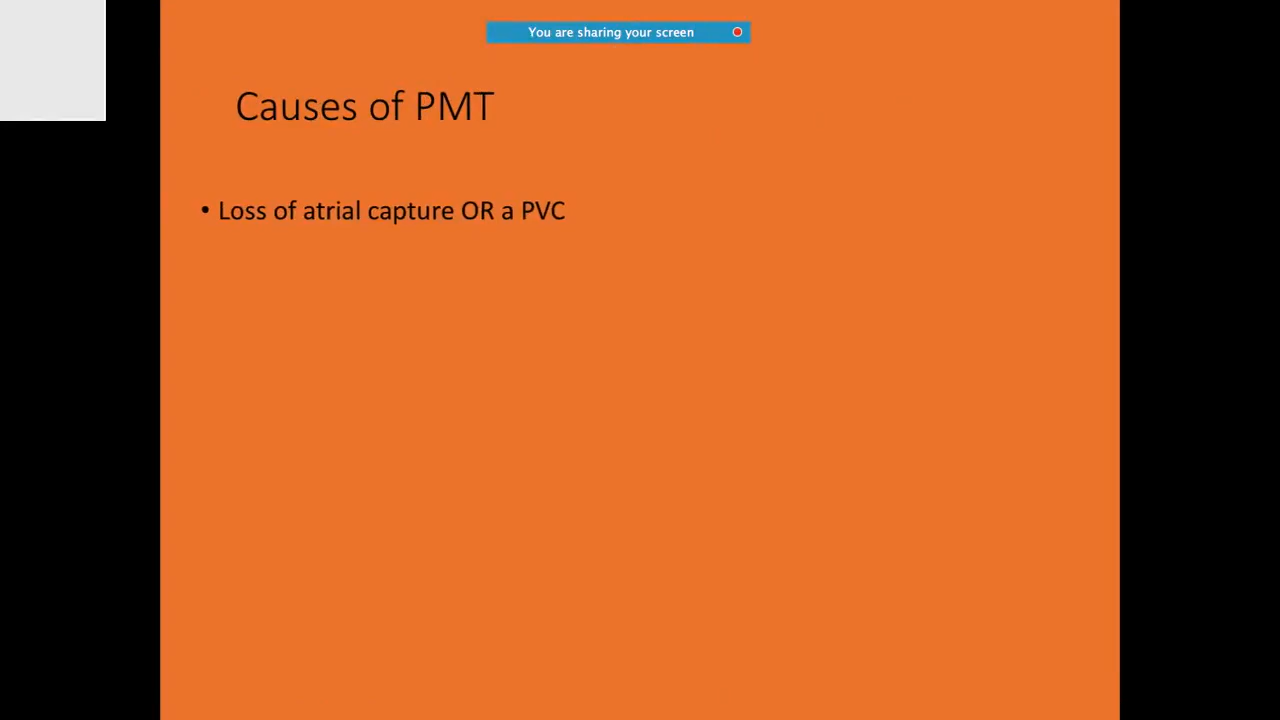 You are sharing your screen
Causes of PMT
• Loss of atrial capture OR a PVC